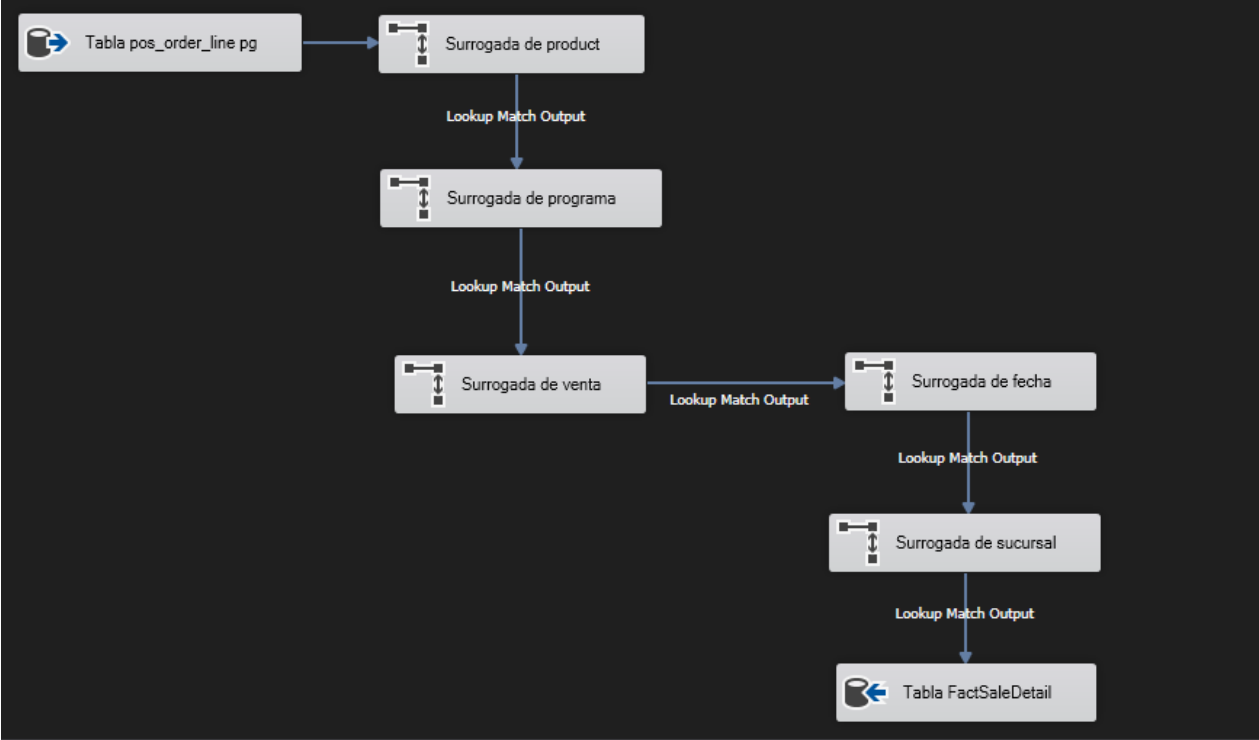 Tabla pos_order_line pg
Surrogada de product
Lookup Match Output
Surrogada de programa
Lookup Match Output
Surrogada de venta
Lookup Match Output
Surrogada de fecha
Lookup Match Output
Surrogada de sucursal
Lookup Match Output
Tabla FactSaleDetail